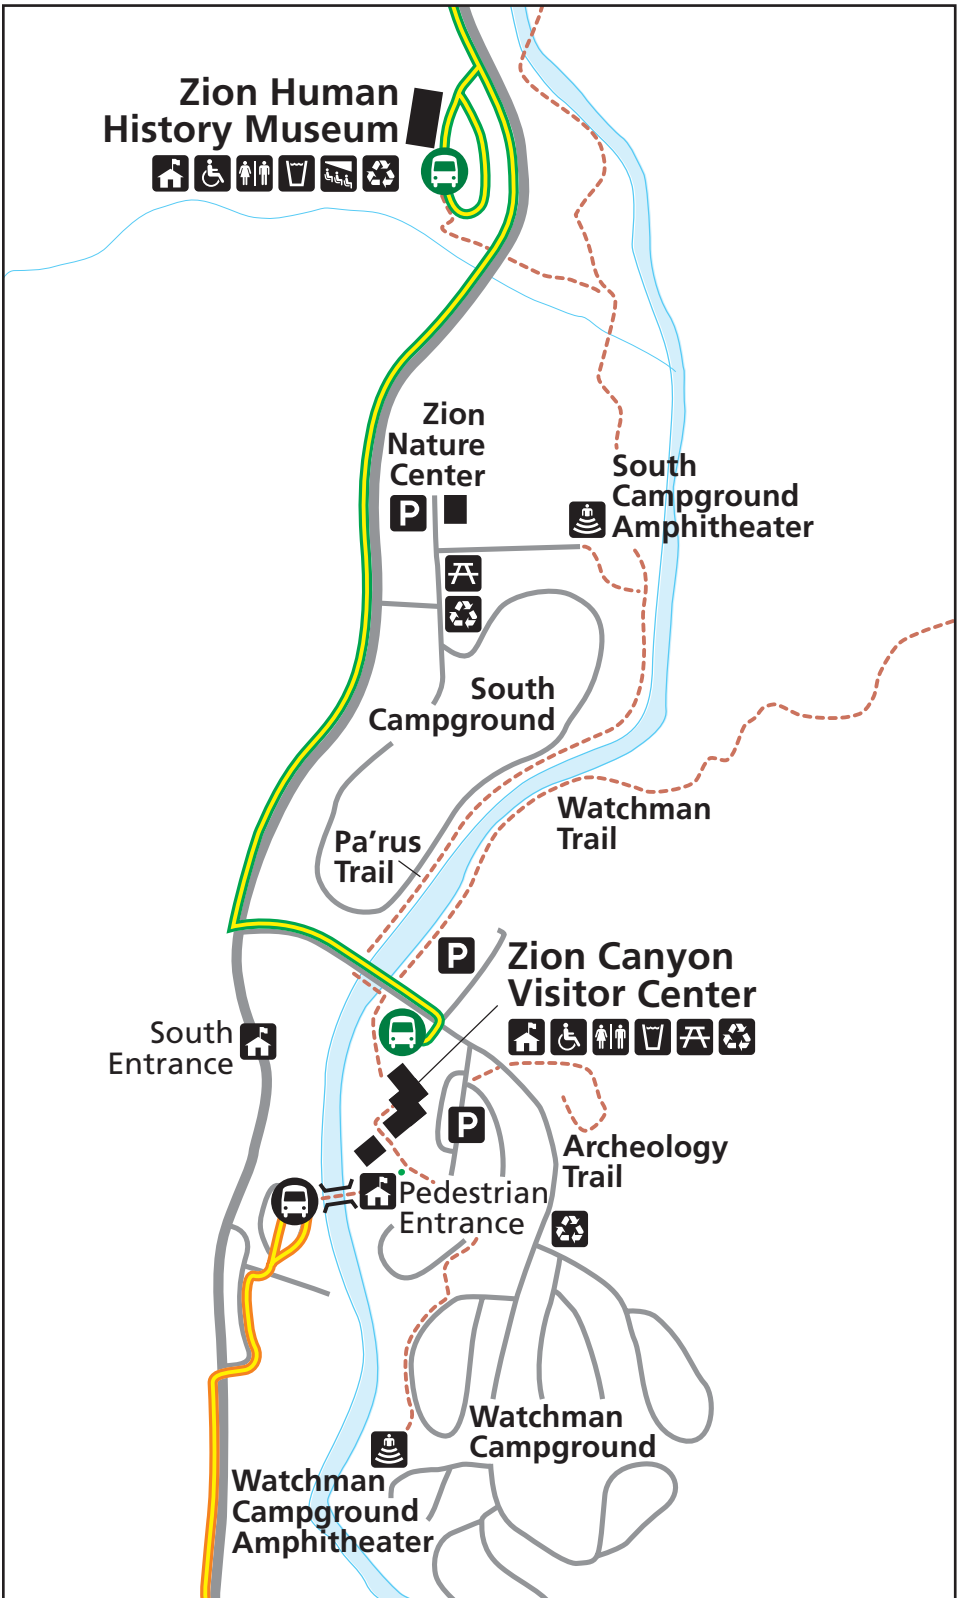 Zion Human
History Museum
Zion
Nature
Center
P
South
Campground
Amphitheater
South
Campground
Watchman
Trail
Pa’rus
Trail
P
Zion Canyon
Visitor Center
South
Entrance
P
Archeology
Trail
Pedestrian
Entrance
Watchman
Campground
Watchman
Campground
Amphitheater